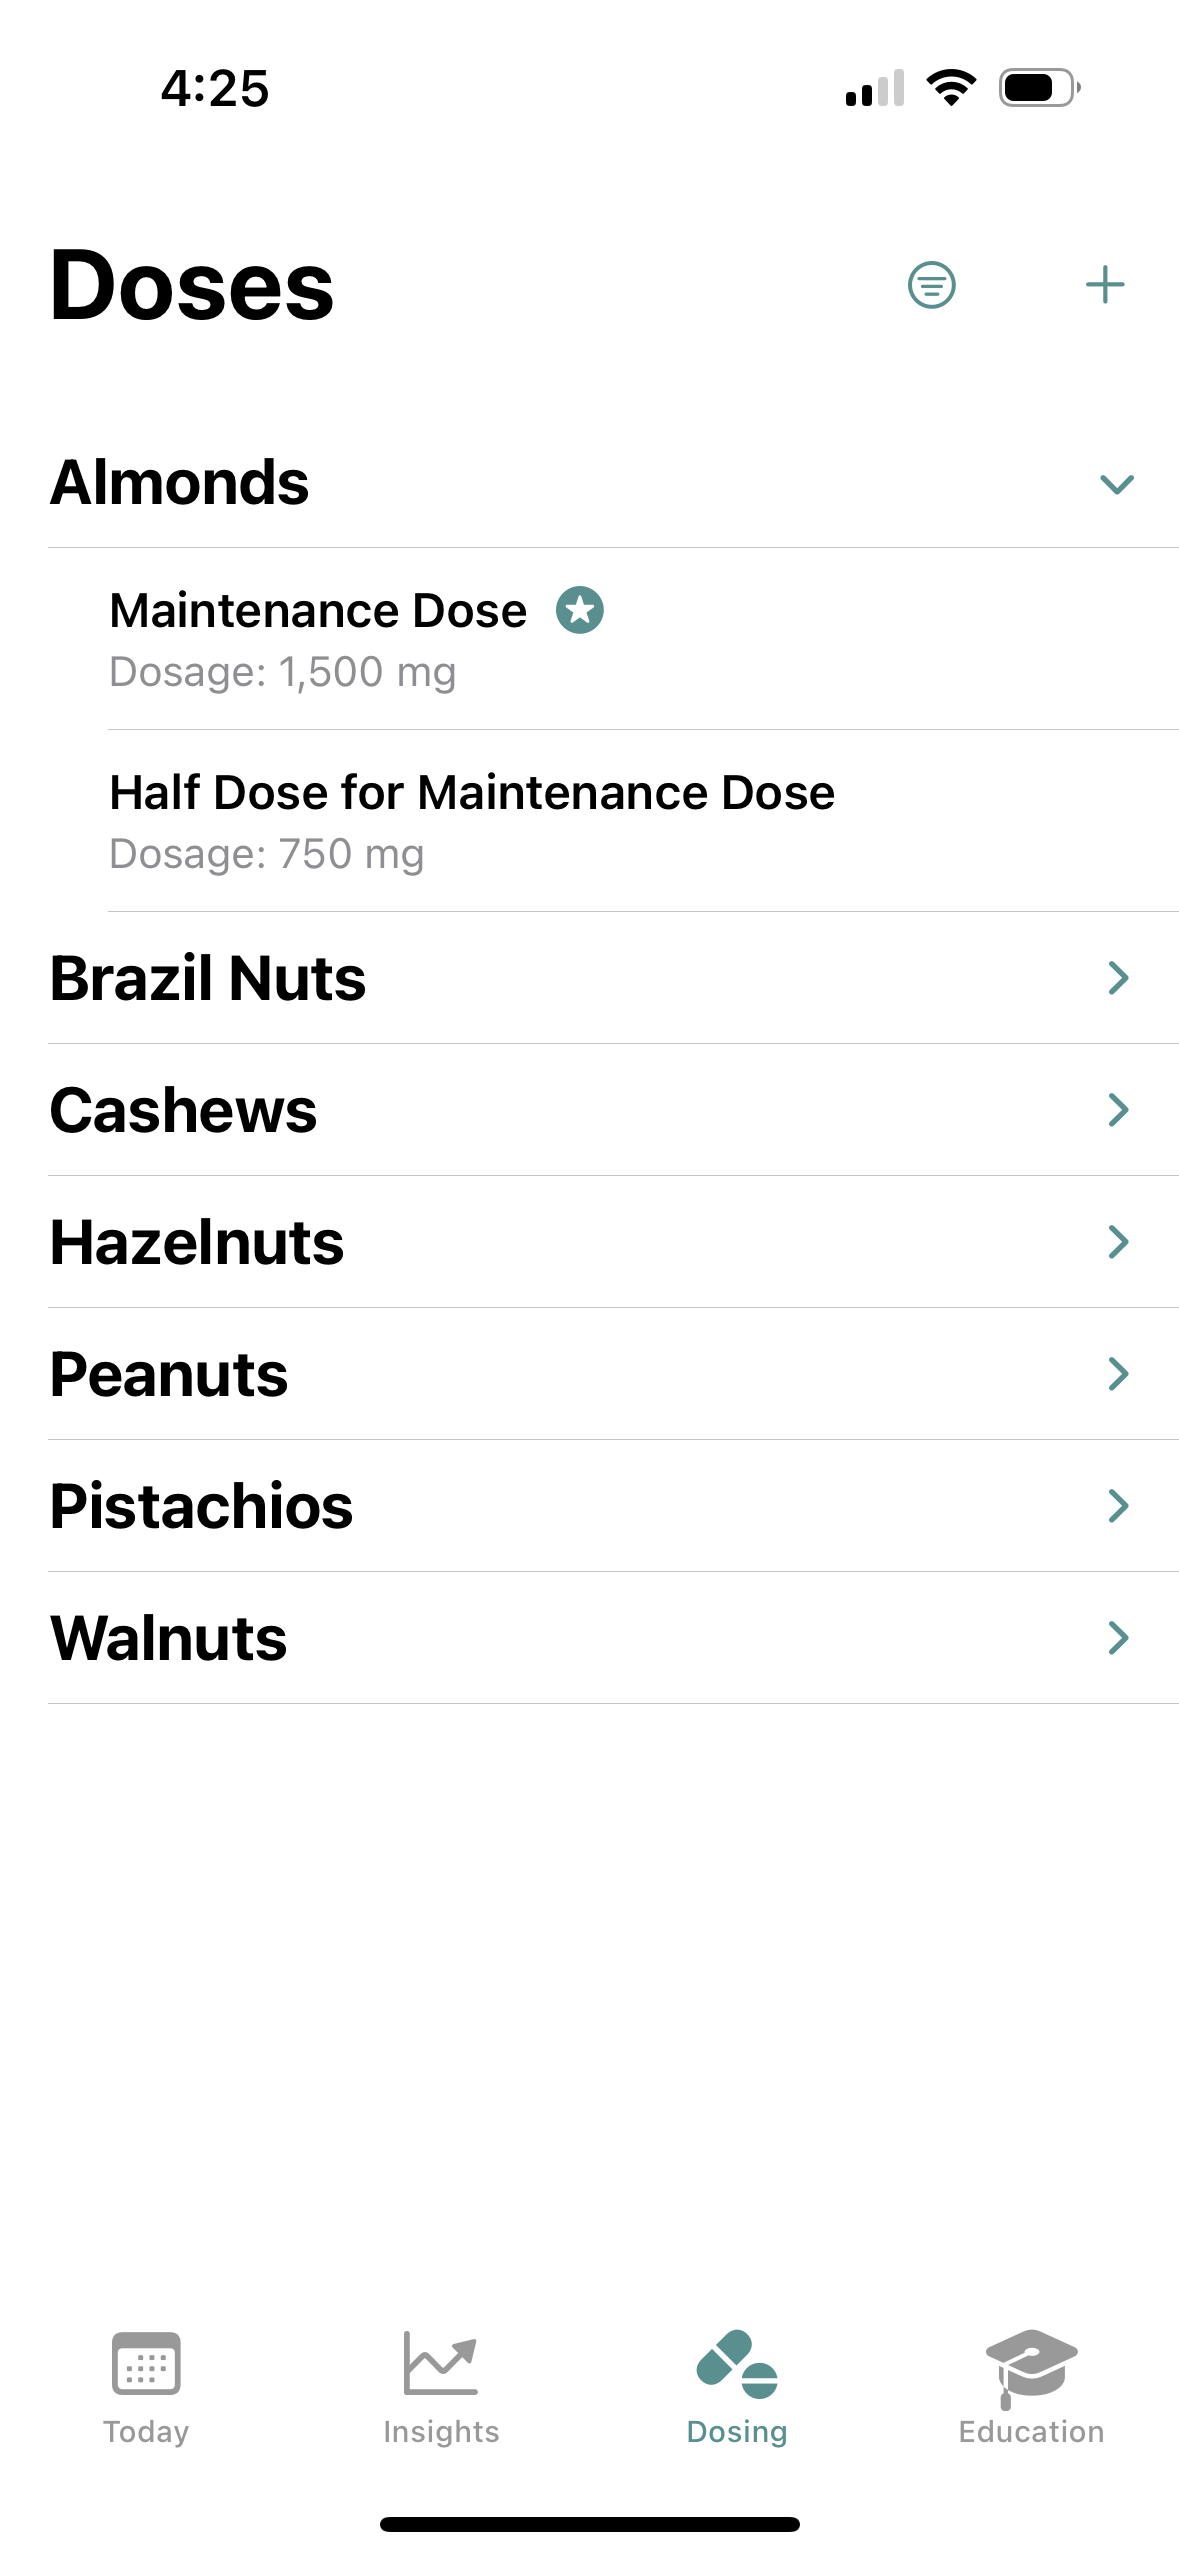 4:25
Doses
Almonds
Maintenance Dose
Dosage: 1,500 mg
Half Dose for Maintenance Dose
Dosage: 750 mg
Brazil Nuts
Cashews
Hazelnuts
Peanuts
Pistachios
Walnuts
Today Insights Dosing Education